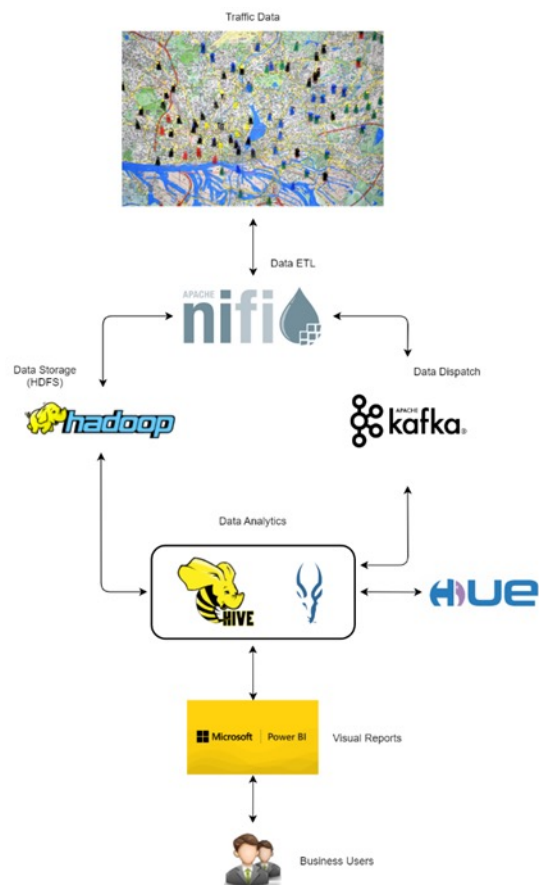 Traffic Data
Data ETL
APACHE
nifi
Data Storage
(HDFS)
hadoop
Data Dispatch
APACHE
kafka®
Data Analytics
HIVE
HUE
Microsoft | Power BI
Visual Reports
Business Users